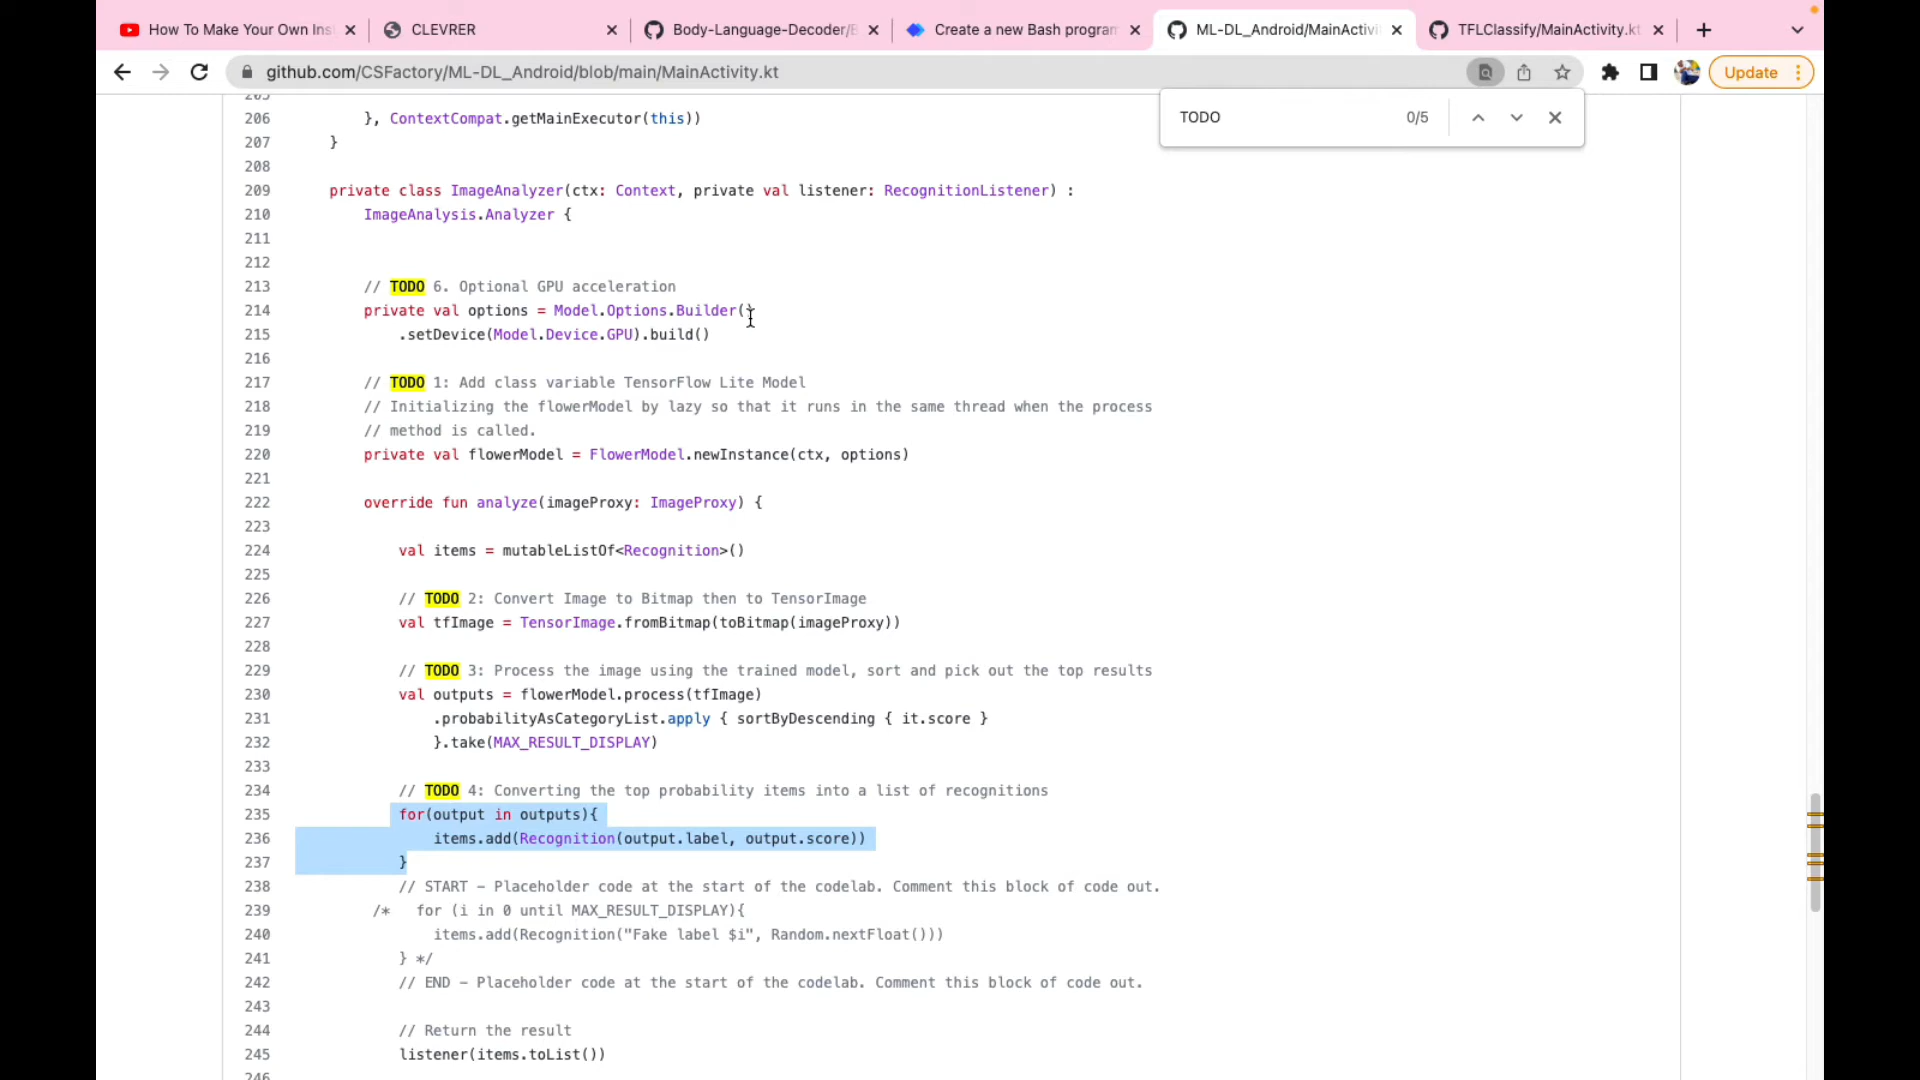 How To Make Your Own Ins
CLEVRER
Body-Language-Decoder/B
Create a new Bash program
ML-DL_Android/MainActivi
TFLClassify/MainActivity.kt
github.com/CSFactory/ML-DL_Android/blob/main/MainActivity.kt
Update
TODO 0/5
205
206 }, ContextCompat.getMainExecutor(this))
207 }
208
209 private class ImageAnalyzer(ctx: Context, private val listener: RecognitionListener) :
210 ImageAnalysis.Analyzer {
211
212
213 // TODO 6. Optional GPU acceleration
214 private val options = Model.Options.Builder()
215 .setDevice(Model.Device.GPU).build()
216
217 // TODO 1: Add class variable TensorFlow Lite Model
218 // Initializing the flowerModel by lazy so that it runs in the same thread when the process
219 // method is called.
220 private val flowerModel = FlowerModel.newInstance(ctx, options)
221
222 override fun analyze(imageProxy: ImageProxy) {
223
224 val items = mutableListOf<Recognition>()
225
226 // TODO 2: Convert Image to Bitmap then to TensorImage
227 val tfImage = TensorImage.fromBitmap(toBitmap(imageProxy))
228
229 // TODO 3: Process the image using the trained model, sort and pick out the top results
230 val outputs = flowerModel.process(tfImage)
231 .probabilityAsCategoryList.apply { sortByDescending { it.score }
232 }.take(MAX_RESULT_DISPLAY)
233
234 // TODO 4: Converting the top probability items into a list of recognitions
235 for(output in outputs){
236 items.add(Recognition(output.label, output.score))
237 }
238 // START - Placeholder code at the start of the codelab. Comment this block of code out.
239 /* for (i in 0 until MAX_RESULT_DISPLAY){
240 items.add(Recognition("Fake label $i", Random.nextFloat()))
241 } */
242 // END - Placeholder code at the start of the codelab. Comment this block of code out.
243
244 // Return the result
245 listener(items.toList())
246